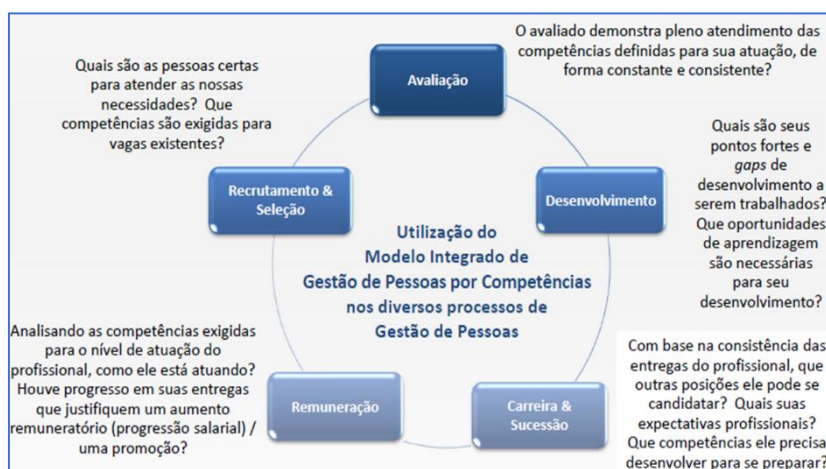 O avaliado demonstra pleno atendimento das
competências definidas para sua atuação, de
forma constante e consistente?
Avaliação
Quais são as pessoas certas
para atender as nossas
necessidades? Que
competências são exigidas para
vagas existentes?
Recrutamento &
Seleção
Desenvolvimento
Quais são seus
pontos fortes e
gaps de
desenvolvimento a
serem trabalhados?
Que oportunidades
de aprendizagem
são necessárias
para seu
desenvolvimento?
Utilização do
Modelo Integrado de
Gestão de Pessoas por Competências
nos diversos processos de
Gestão de Pessoas
Analisando as competências exigidas
para o nível de atuação do
profissional, como ele está atuando?
Houve progresso em suas entregas
que justifiquem um aumento
remuneratório (progressão salarial) /
uma promoção?
Remuneração
Carreira &
Sucessão
Com base na consistência das
entregas do profissional, que
outras posições ele pode se
candidatar? Quais suas
expectativas profissionais?
Que competências ele precisa
desenvolver para se preparar?